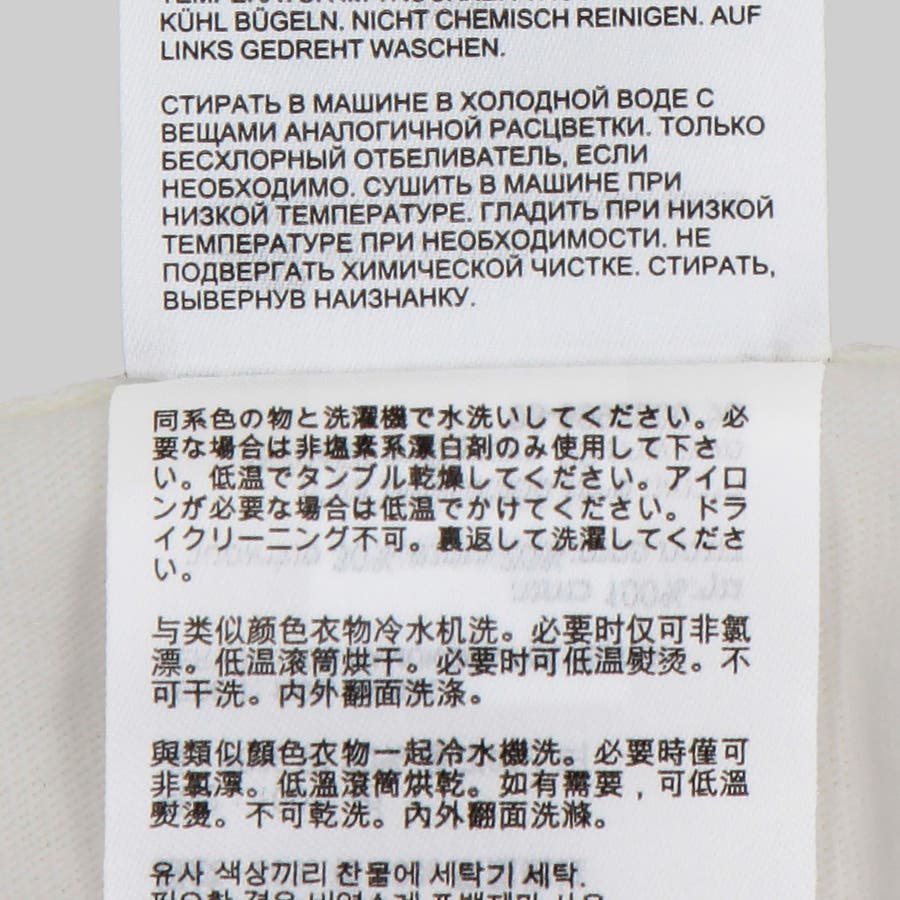 KÜHL BÜGELN. NICHT CHEMISCH REINIGEN. AUF
LINKS GEDREHT WASCHEN.
СТИРАТЬ В МАШИНЕ В ХОЛОДНОЙ ВОДЕ С
ВЕЩАМИ АНАЛОГИЧНОЙ РАСЦВЕТКИ. ТОЛЬКО
БЕСХЛОРНЫЙ ОТБЕЛИВАТЕЛЬ, ЕСЛИ
НЕОБХОДИМО. СУШИТЬ В МАШИНЕ ПРИ
НИЗКОЙ ТЕМПЕРАТУРЕ. ГЛАДИТЬ ПРИ НИЗКОЙ
ТЕМПЕРАТУРЕ ПРИ НЕОБХОДИМОСТИ. НЕ
ПОДВЕРГАТЬ ХИМИЧЕСКОЙ ЧИСТКЕ. СТИРАТЬ,
ВЫВЕРНУВ НАИЗНАНКУ.
同系色の物と洗濯機で水洗いしてください。必
要な場合は非塩素系漂白剤のみ使用して下さ
い。低温でタンブル乾燥してください。アイロ
ンが必要な場合は低温でかけてください。ドラ
イクリーニング不可。裏返して洗濯してくださ
い。
与类似颜色衣物冷水机洗。必要时仅可非氯
漂。低温滚筒烘干。必要时可低温熨烫。不
可干洗。内外翻面洗涤。
與類似顏色衣物一起冷水機洗。必要時僅可
非氯漂。低溫滾筒烘乾。如有需要，可低溫
熨燙。不可乾洗。內外翻面洗滌。
유사 색상끼리 찬물에 세탁기 세탁.